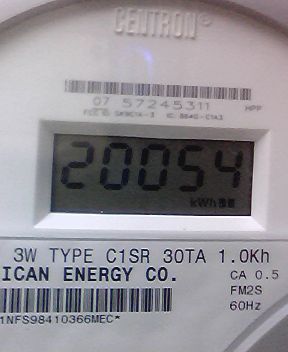 CENTRON®
07 57245311 HPP
20054
kWh
3W TYPE C1SR 30TA 1.0Kh
ICAN ENERGY CO.
CA 0.5
FM2S
60Hz
1NFS98410366MEC*